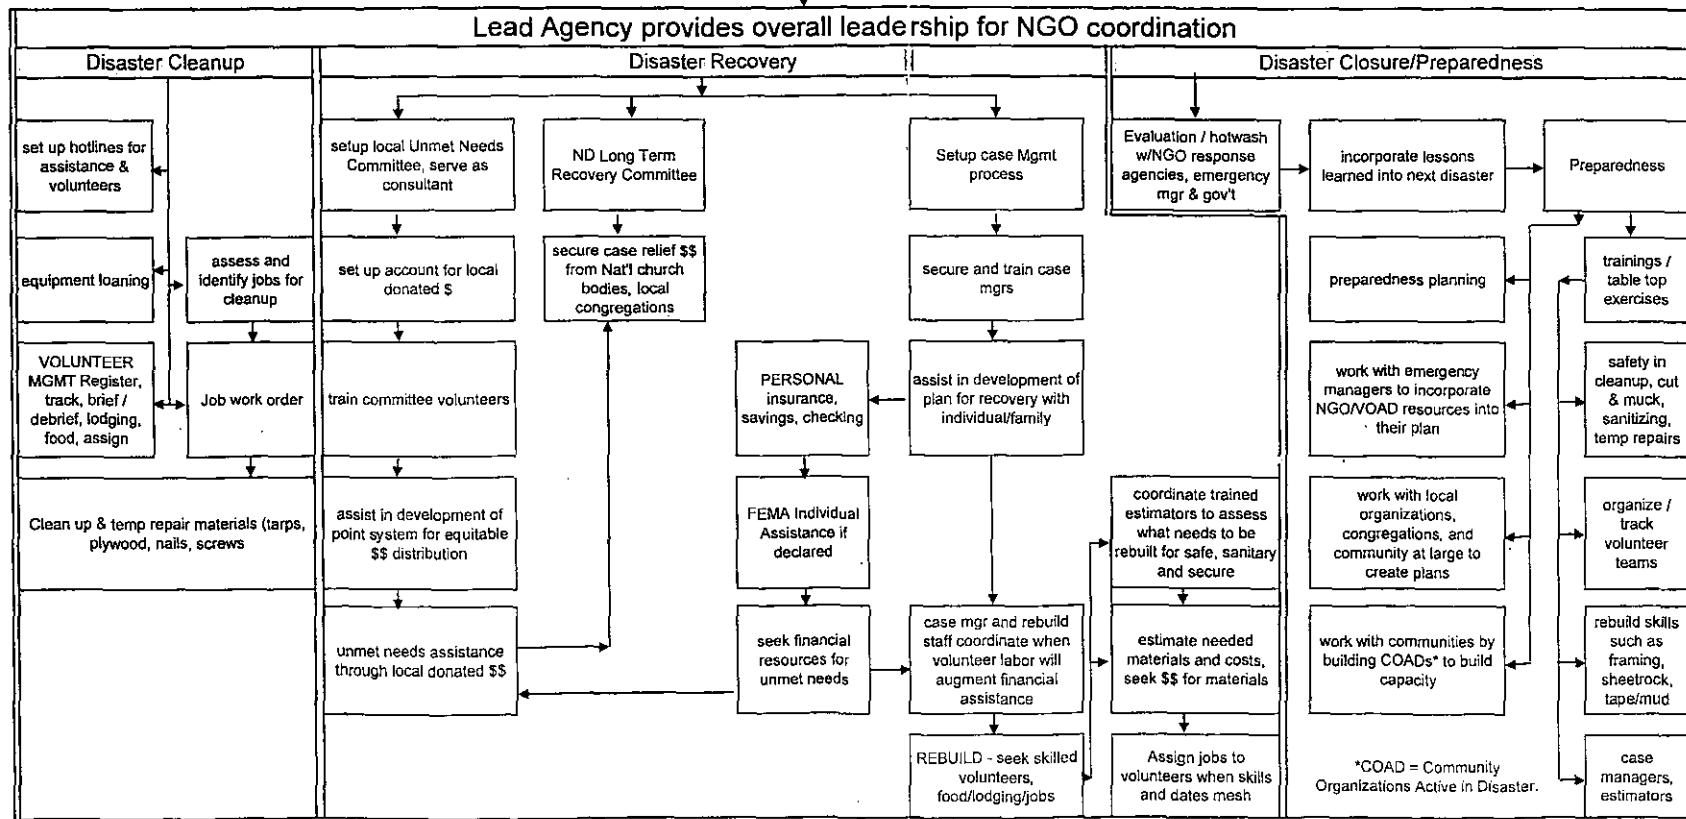 Lead Agency provides overall leadership for NGO coordination
Disaster Cleanup
Disaster Recovery
Disaster Closure/Preparedness
set up hotlines for
assistance &
volunteers
equipment loaning
assess and
identify jobs for
cleanup
VOLUNTEER
MGMT Register,
track, brief /
debrief, lodging,
food, assign
Job work order
Clean up & temp repair materials (tarps,
plywood, nails, screws
setup local Unmet Needs
Committee, serve as
consultant
set up account for local
donated $
train committee volunteers
assist in development of
point system for equitable
$$ distribution
unmet needs assistance
through local donated $$
ND Long Term
Recovery Committee
secure case relief $$
from Nat'l church
bodies, local
congregations
PERSONAL
insurance,
savings, checking
FEMA Individual
Assistance if
declared
seek financial
resources for
unmet needs
Setup case Mgmt
process
secure and train case
mgrs
assist in development of
plan for recovery with
individual/family
case mgr and rebuild
staff coordinate when
volunteer labor will
augment financial
assistance
REBUILD - seek skilled
volunteers,
food/lodging/jobs
coordinate trained
estimators to assess
what needs to be
rebuilt for safe, sanitary
and secure
estimate needed
materials and costs,
seek $$ for materials
Assign jobs to
volunteers when skills
and dates mesh
Evaluation / hotwash
w/NGO response
agencies, emergency
mgr & gov't
incorporate lessons
learned into next disaster
Preparedness
preparedness planning
work with emergency
managers to incorporate
NGO/VOAD resources into
their plan
work with local
organizations,
congregations, and
community at large to
create plans
work with communities by
building COADs* to build
capacity
*COAD = Community
Organizations Active in Disaster.
trainings /
table top
exercises
safety in
cleanup, cut
& muck,
sanitizing,
temp repairs
organize /
track
volunteer
teams
rebuild skills
such as
framing,
sheetrock,
tape/mud
case
managers,
estimators